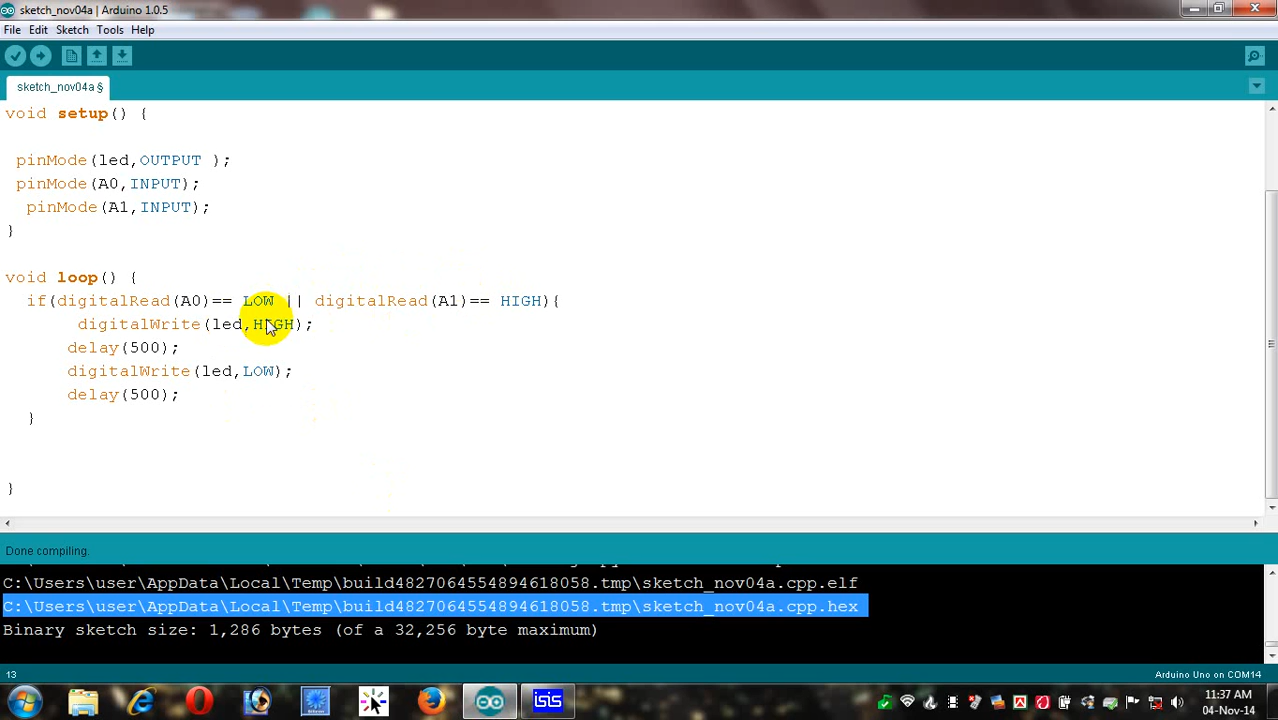 sketch_nov04a | Arduino 1.0.5
File Edit Sketch Tools Help
sketch_nov04a §
void setup() {
pinMode(led,OUTPUT );
pinMode(A0,INPUT);
pinMode(A1,INPUT);
}
void loop() {
if(digitalRead(A0)== LOW || digitalRead(A1)== HIGH){
digitalWrite(led,HIGH);
delay(500);
digitalWrite(led,LOW);
delay(500);
}
}
Done compiling.
C:\Users\user\AppData\Local\Temp\build4827064554894618058.tmp\sketch_nov04a.cpp.elf
C:\Users\user\AppData\Local\Temp\build4827064554894618058.tmp\sketch_nov04a.cpp.hex
Binary sketch size: 1,286 bytes (of a 32,256 byte maximum)
13
Arduino Uno on COM14
isis
11:37 AM
04-Nov-14